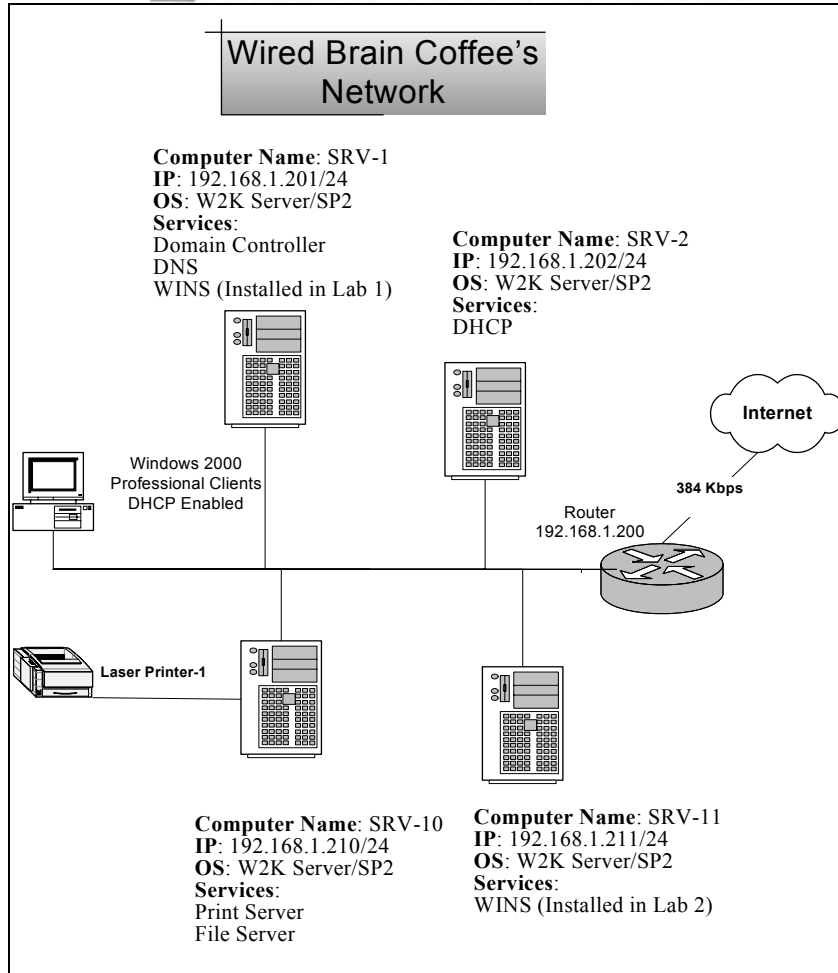 Wired Brain Coffee's
Network
Computer Name: SRV-1
IP: 192.168.1.201/24
OS: W2K Server/SP2
Services:
Domain Controller
DNS
WINS (Installed in Lab 1)
Computer Name: SRV-2
IP: 192.168.1.202/24
OS: W2K Server/SP2
Services:
DHCP
Internet
384 Kbps
Windows 2000
Professional Clients
DHCP Enabled
Router
192.168.1.200
Laser Printer-1
Computer Name: SRV-10
IP: 192.168.1.210/24
OS: W2K Server/SP2
Services:
Print Server
File Server
Computer Name: SRV-11
IP: 192.168.1.211/24
OS: W2K Server/SP2
Services:
WINS (Installed in Lab 2)